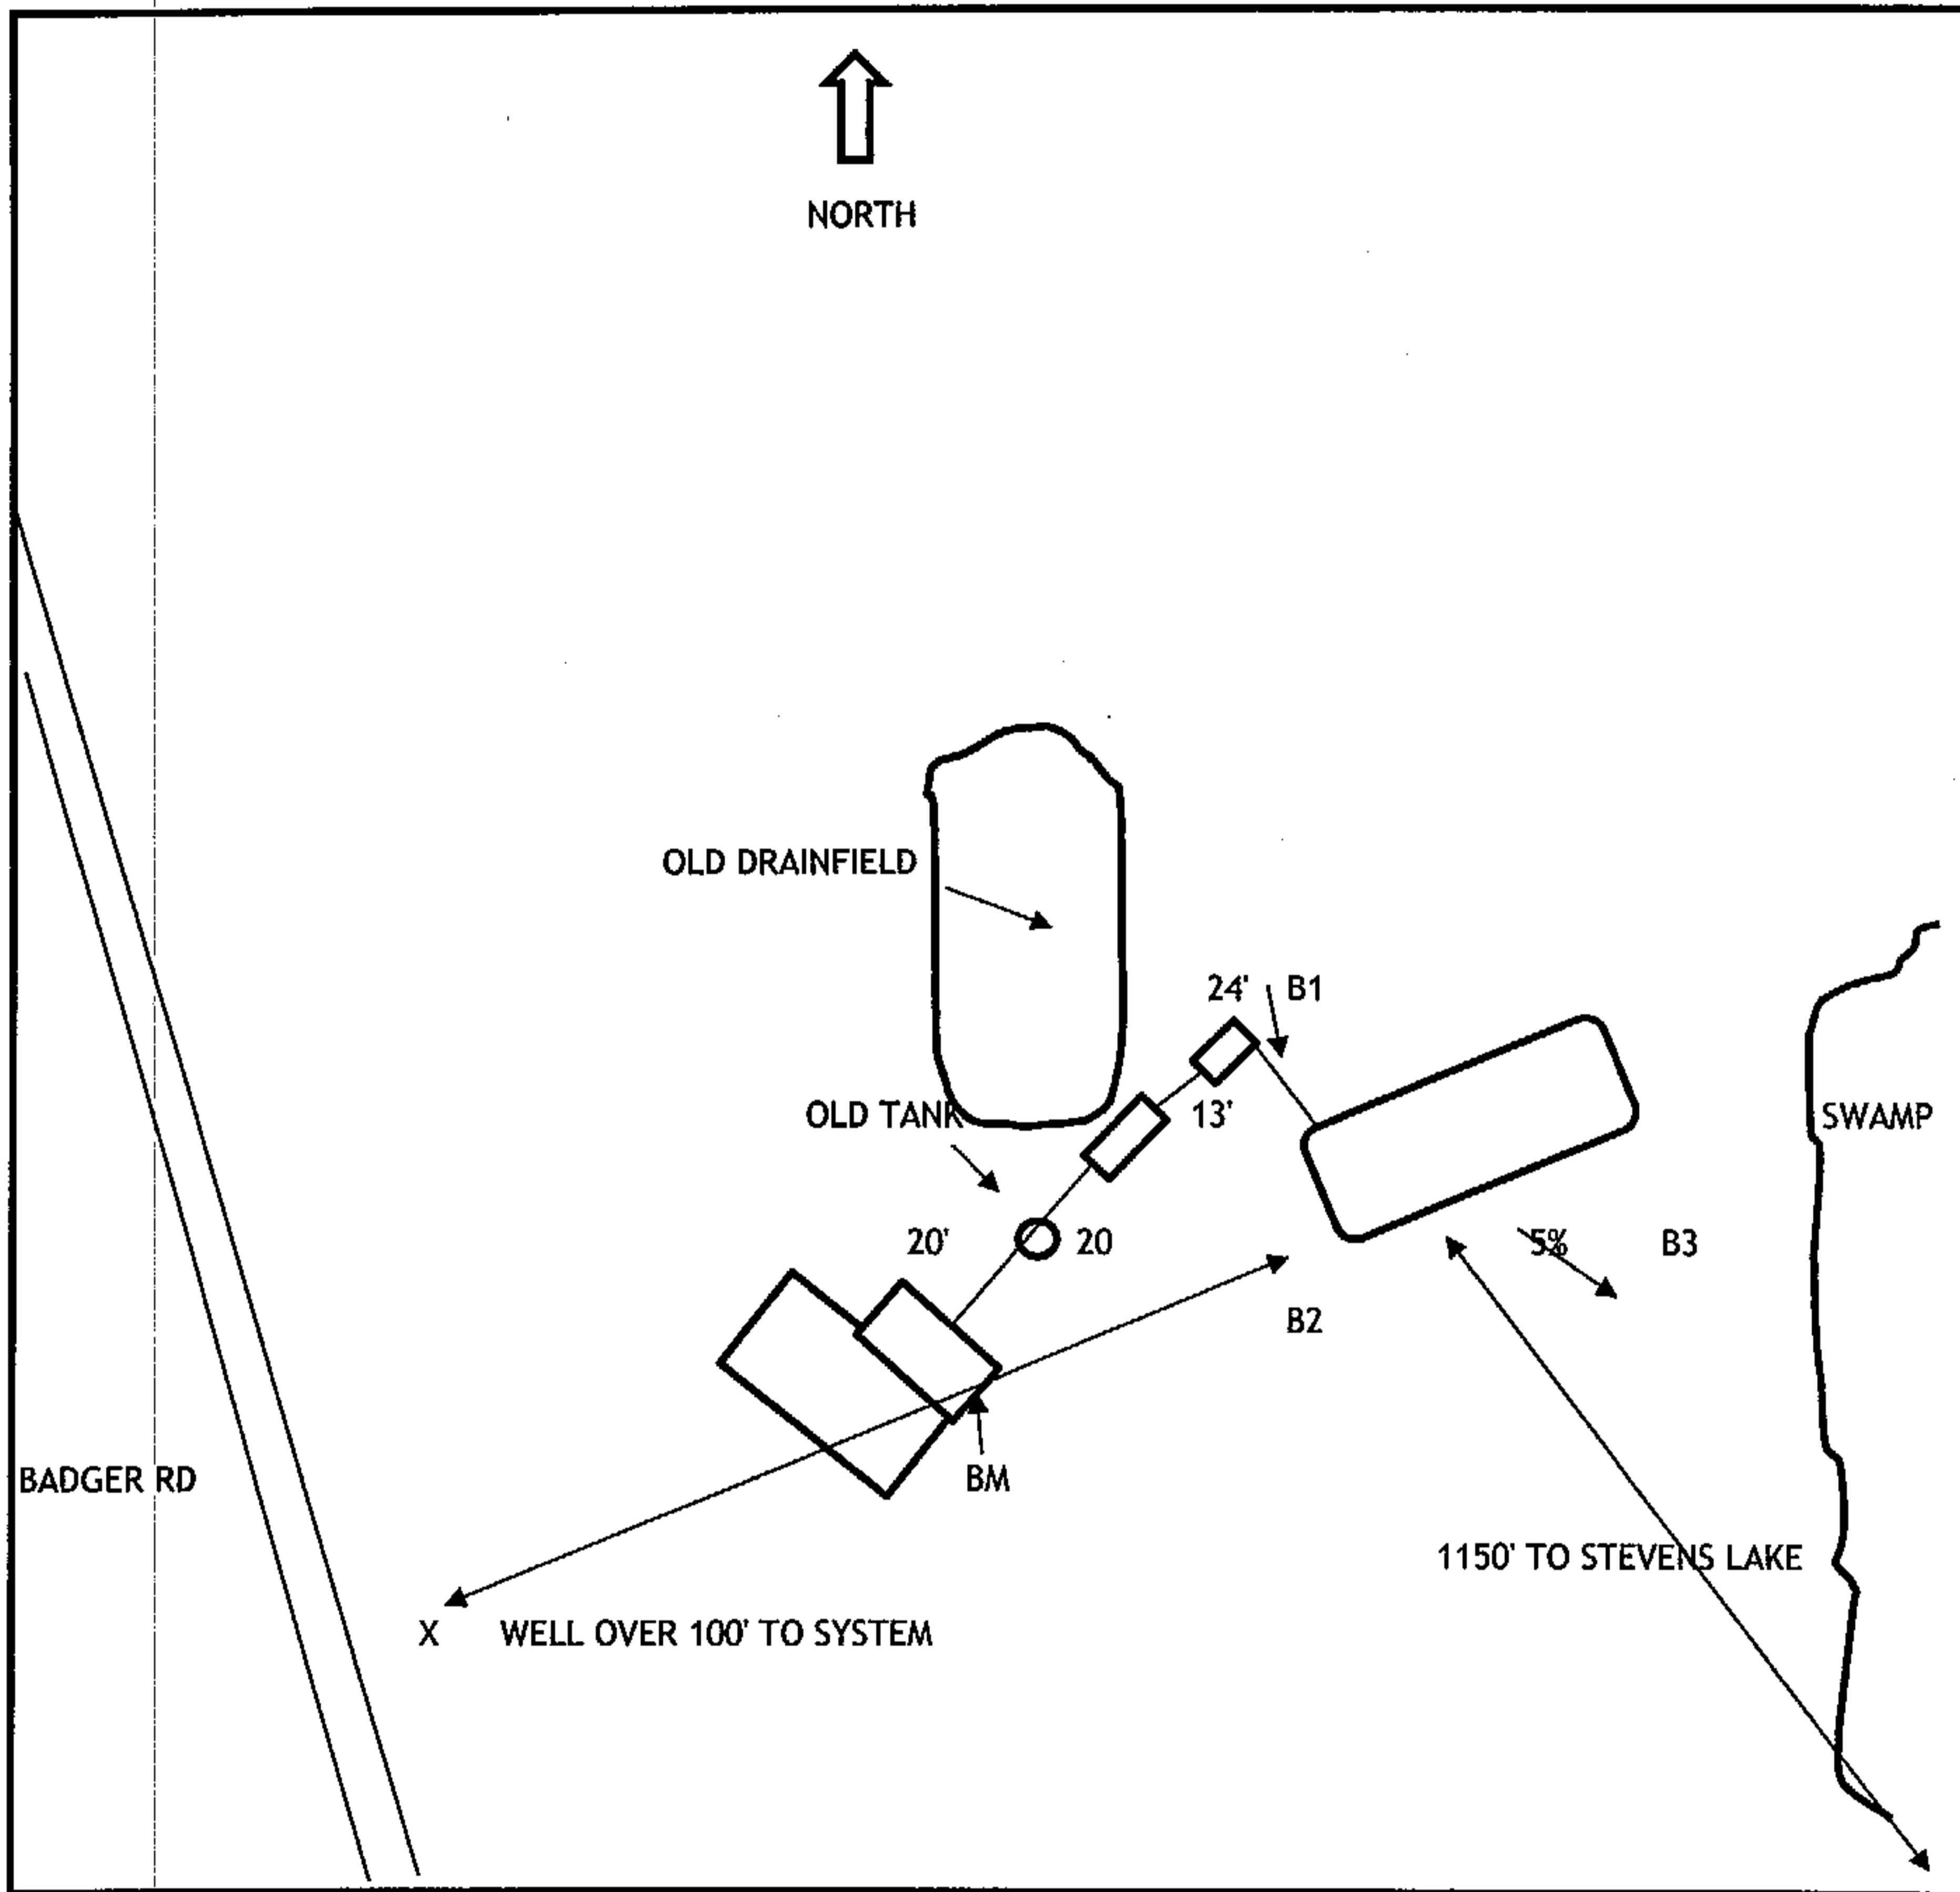 NORTH
OLD DRAINFIELD
24' B1
OLD TANK
13'
SWAMP
20'
20
5%
B3
B2
BADGER RD
BM
1150' TO STEVENS LAKE
X WELL OVER 100' TO SYSTEM